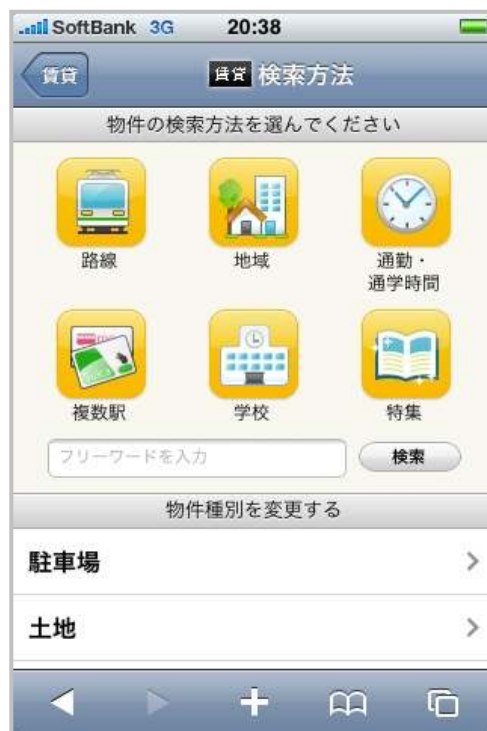 SoftBank 3G 20:38
賃貸 賃貸 検索方法
物件の検索方法を選んでください
路線 地域 通勤・
通学時間
複数駅 学校 特集
フリーワードを入力 検索
物件種別を変更する
駐車場
土地